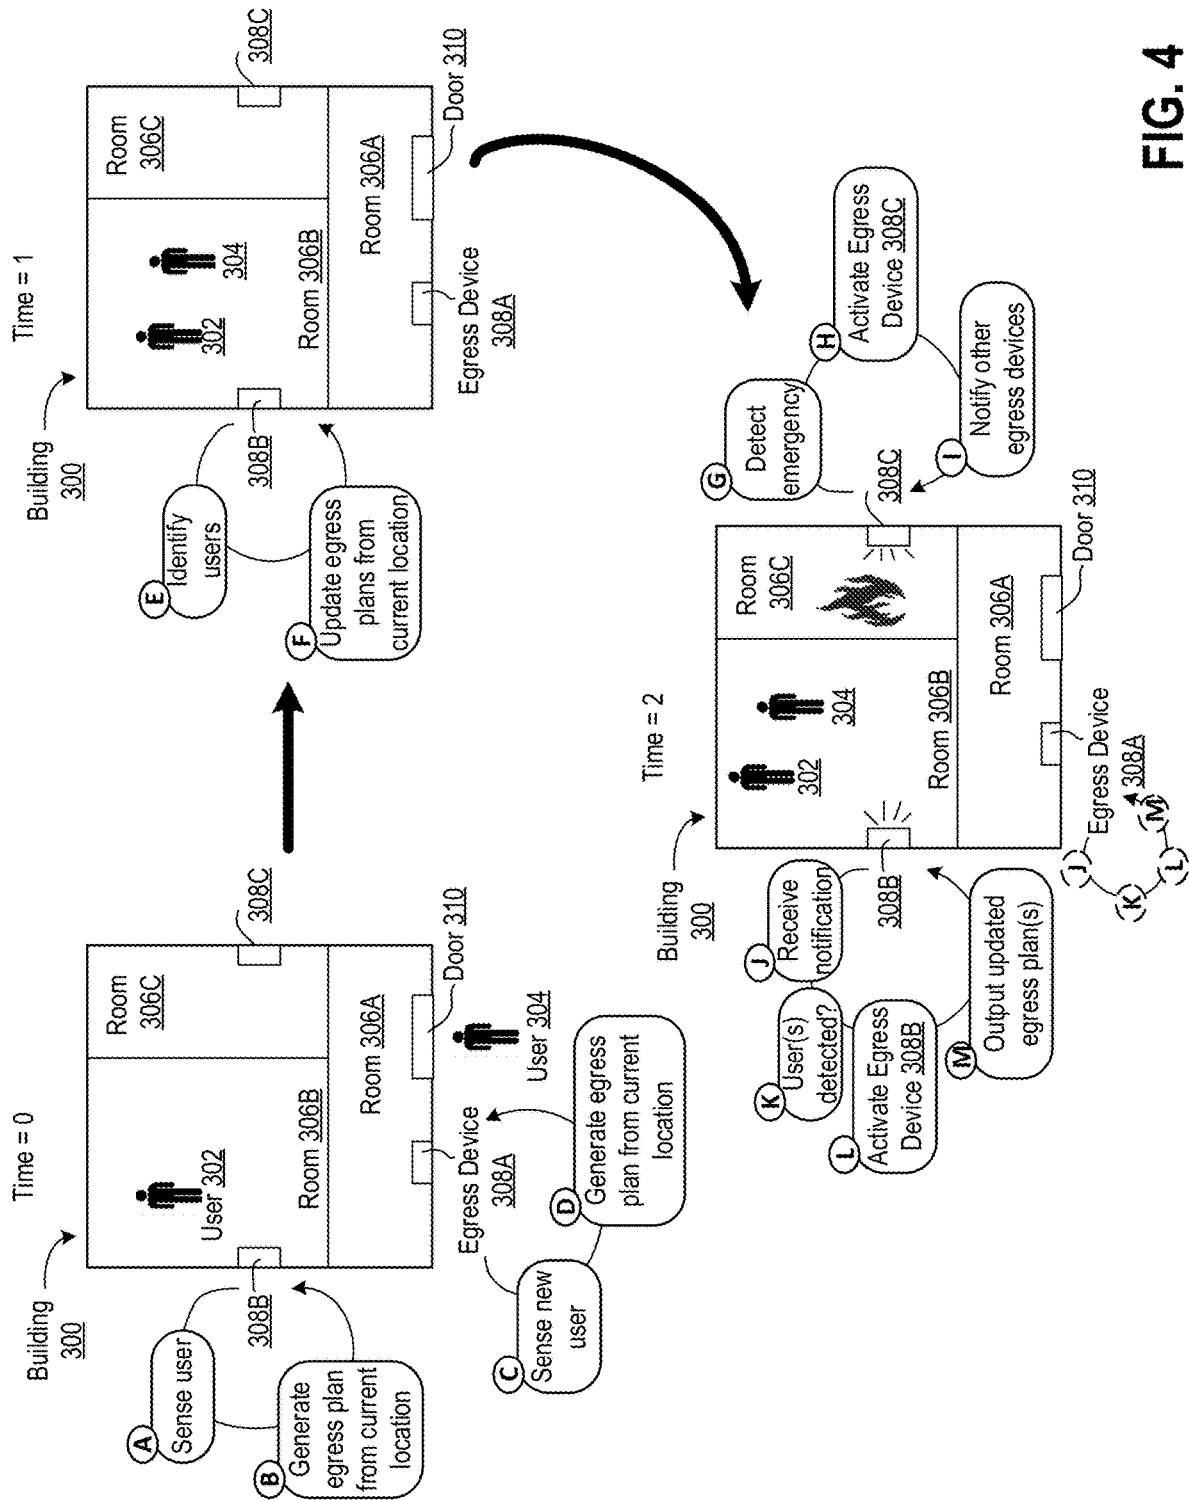 Time = 0
Building
300
Room
306C
User 302
308B
308C
Room 306B
Room 306A
Door 310
Egress Device
308A
User 304
A
Sense user
B
Generate
egress plan
from current
location
C
Sense new
user
D
Generate egress
plan from current
location
Time = 1
Building
300
Room
306C
302
304
308B
308C
Room 306B
Room 306A
Door 310
Egress Device
308A
E
Identify
users
F
Update egress
plans from
current location
Time = 2
Building
300
Room
306C
302
304
308B
308C
Room 306B
Room 306A
Door 310
Egress Device
308A
G
Detect
emergency
H
Activate Egress
Device 308C
I
Notify other
egress devices
J
Receive
notification
K
User(s)
detected?
L
Activate Egress
Device 308B
M
Output updated
egress plan(s)
J
K
L
M
FIG. 4